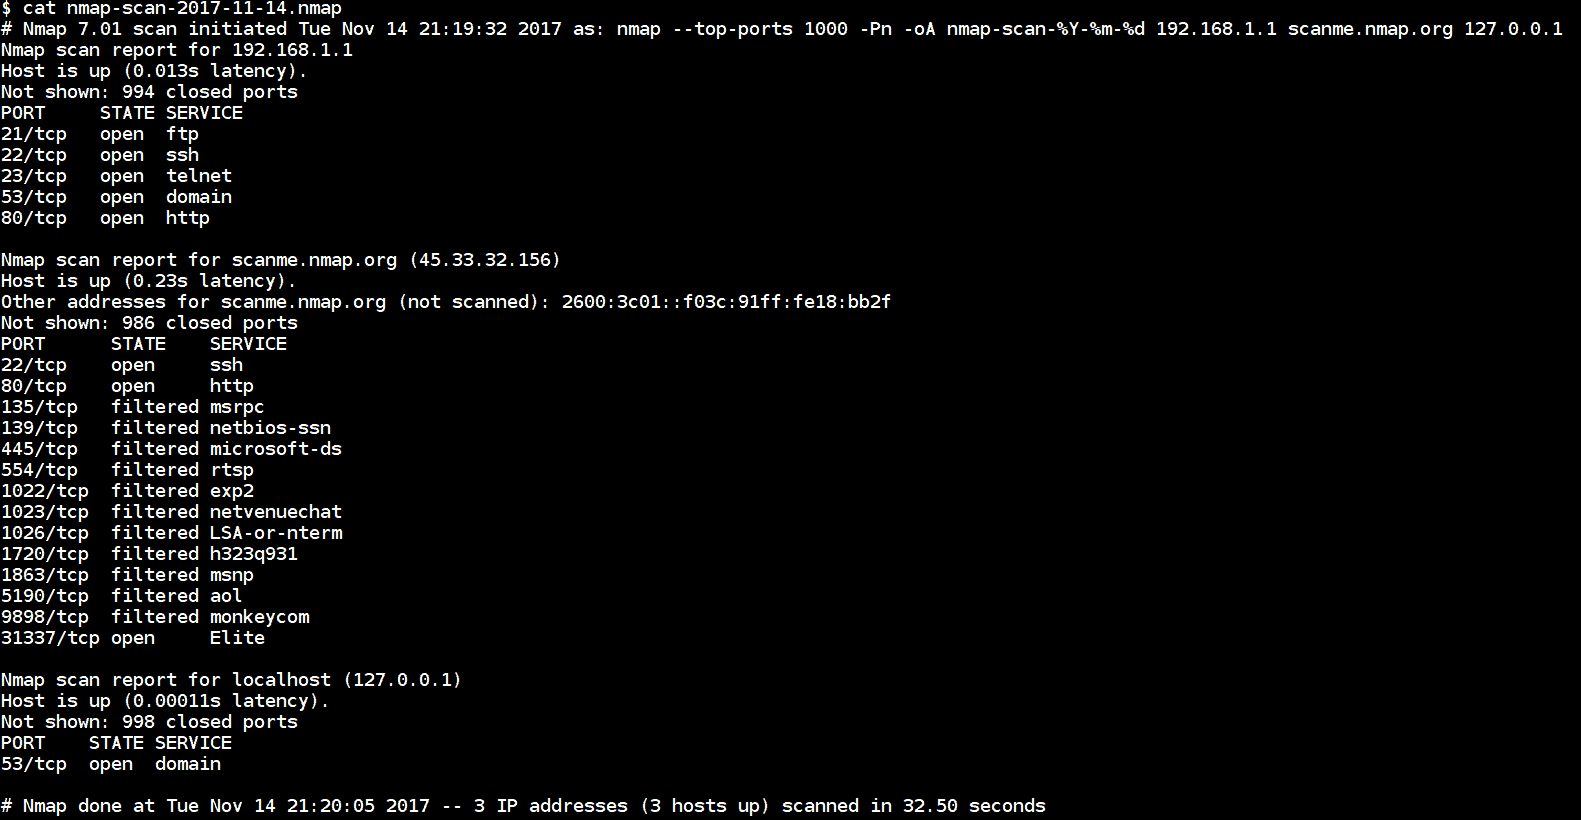 $ cat nmap-scan-2017-11-14.nmap
# Nmap 7.01 scan initiated Tue Nov 14 21:19:32 2017 as: nmap --top-ports 1000 -Pn -oA nmap-scan-%Y-%m-%d 192.168.1.1 scanme.nmap.org 127.0.0.1
Nmap scan report for 192.168.1.1
Host is up (0.013s latency).
Not shown: 994 closed ports
PORT     STATE SERVICE
21/tcp   open  ftp
22/tcp   open  ssh
23/tcp   open  telnet
53/tcp   open  domain
80/tcp   open  http

Nmap scan report for scanme.nmap.org (45.33.32.156)
Host is up (0.23s latency).
Other addresses for scanme.nmap.org (not scanned): 2600:3c01::f03c:91ff:fe18:bb2f
Not shown: 986 closed ports
PORT      STATE    SERVICE
22/tcp    open     ssh
80/tcp    open     http
135/tcp   filtered msrpc
139/tcp   filtered netbios-ssn
445/tcp   filtered microsoft-ds
554/tcp   filtered rtsp
1022/tcp  filtered exp2
1023/tcp  filtered netvenuechat
1026/tcp  filtered LSA-or-nterm
1720/tcp  filtered h323q931
1863/tcp  filtered msnp
5190/tcp  filtered aol
9898/tcp  filtered monkeycom
31337/tcp open     Elite

Nmap scan report for localhost (127.0.0.1)
Host is up (0.00011s latency).
Not shown: 998 closed ports
PORT    STATE SERVICE
53/tcp  open  domain

# Nmap done at Tue Nov 14 21:20:05 2017 -- 3 IP addresses (3 hosts up) scanned in 32.50 seconds